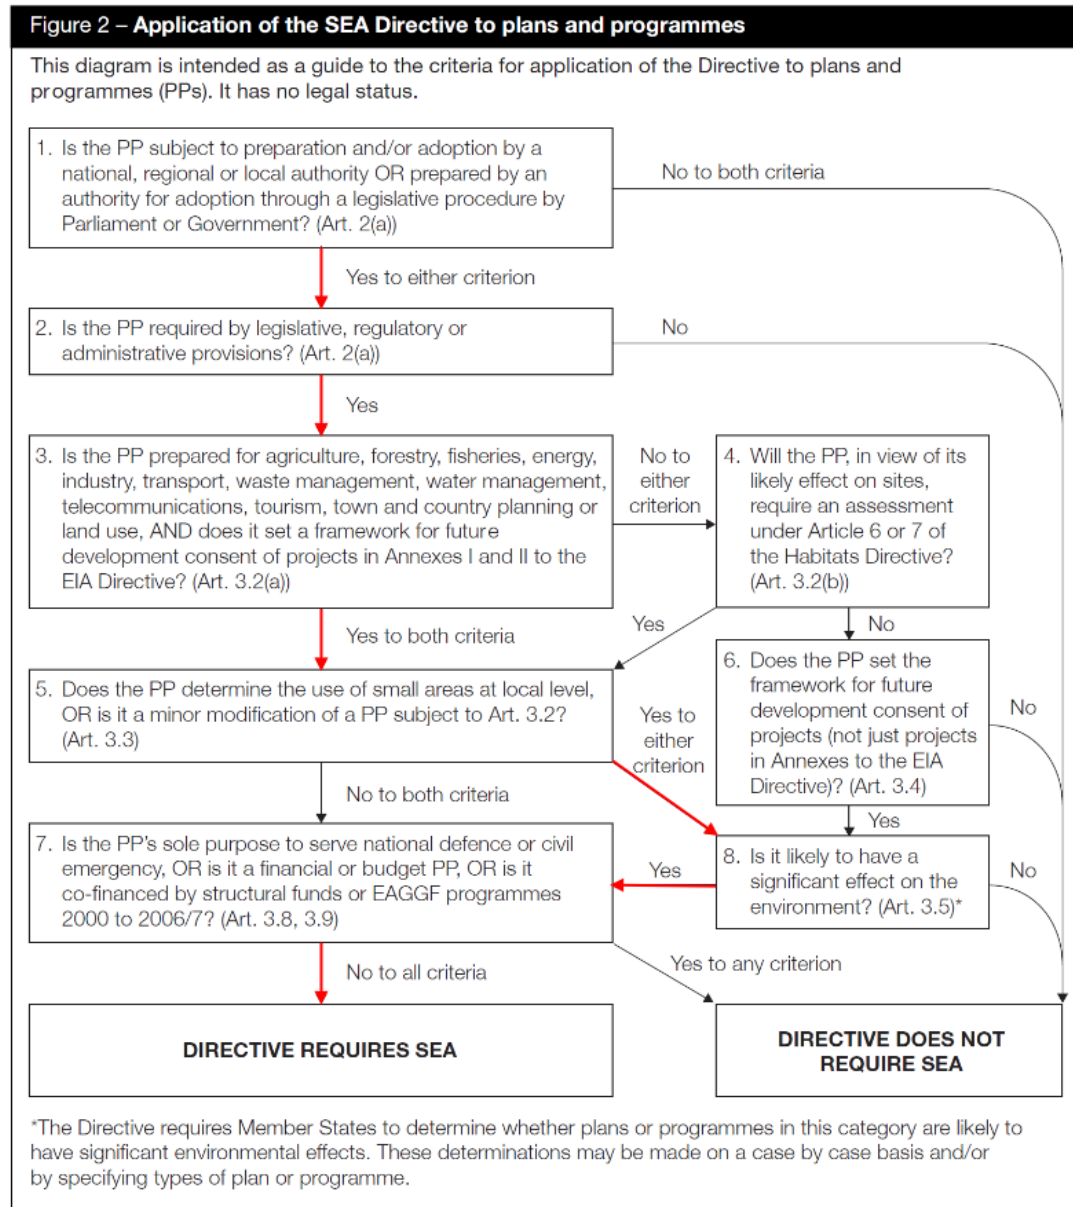 Figure 2 – Application of the SEA Directive to plans and programmes
This diagram is intended as a guide to the criteria for application of the Directive to plans and
programmes (PPs). It has no legal status.
1. Is the PP subject to preparation and/or adoption by a
national, regional or local authority OR prepared by an
authority for adoption through a legislative procedure by
Parliament or Government? (Art. 2(a))
No to both criteria
Yes to either criterion
2. Is the PP required by legislative, regulatory or
administrative provisions? (Art. 2(a))
No
Yes
3. Is the PP prepared for agriculture, forestry, fisheries, energy,
industry, transport, waste management, water management,
telecommunications, tourism, town and country planning or
land use, AND does it set a framework for future
development consent of projects in Annexes I and II to the
EIA Directive? (Art. 3.2(a))
No to
either
criterion
4. Will the PP, in view of its
likely effect on sites,
require an assessment
under Article 6 or 7 of
the Habitats Directive?
(Art. 3.2(b))
Yes to both criteria
Yes
No
5. Does the PP determine the use of small areas at local level,
OR is it a minor modification of a PP subject to Art. 3.2?
(Art. 3.3)
Yes to
either
criterion
6. Does the PP set the
framework for future
development consent of
projects (not just projects
in Annexes to the EIA
Directive)? (Art. 3.4)
No
No to both criteria
Yes
7. Is the PP's sole purpose to serve national defence or civil
emergency, OR is it a financial or budget PP, OR is it
co-financed by structural funds or EAGGF programmes
2000 to 2006/7? (Art. 3.8, 3.9)
Yes
8. Is it likely to have a
significant effect on the
environment? (Art. 3.5)*
No
No to all criteria
Yes to any criterion
DIRECTIVE REQUIRES SEA
DIRECTIVE DOES NOT
REQUIRE SEA
*The Directive requires Member States to determine whether plans or programmes in this category are likely to
have significant environmental effects. These determinations may be made on a case by case basis and/or
by specifying types of plan or programme.